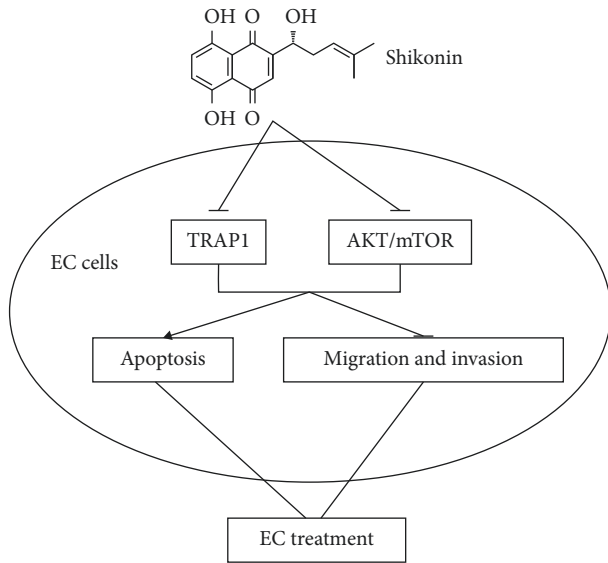 OH O OH
Shikonin
OH O
TRAP1
AKT/mTOR
EC cells
Apoptosis
Migration and invasion
EC treatment